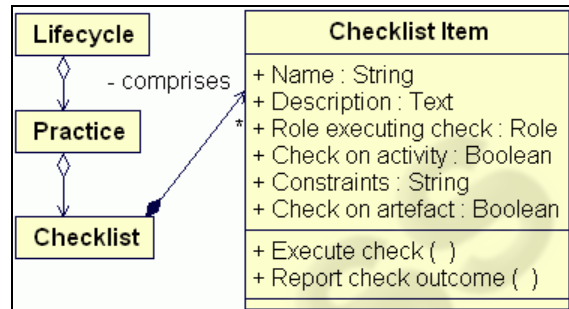 Lifecycle
Practice
Checklist
- comprises
*
Checklist Item
+ Name : String
+ Description : Text
+ Role executing check : Role
+ Check on activity : Boolean
+ Constraints : String
+ Check on artefact : Boolean
+ Execute check ( )
+ Report check outcome ( )